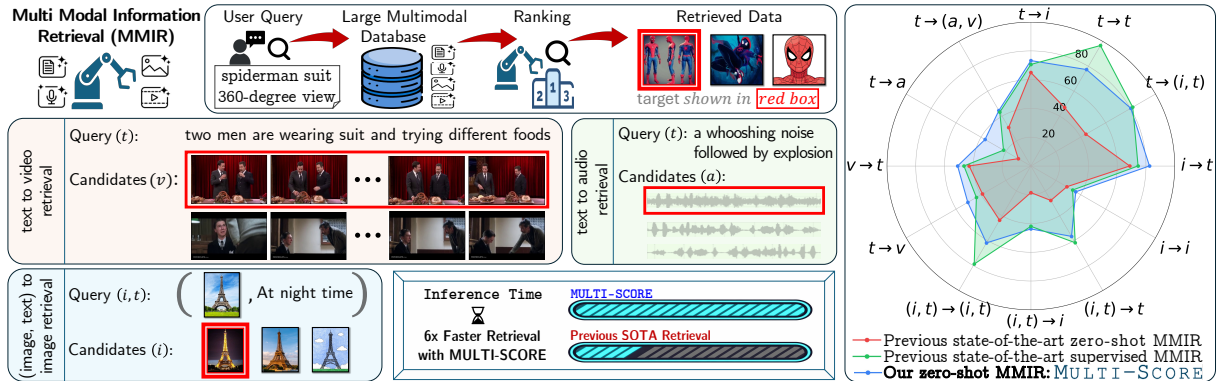 Multi Modal Information
Retrieval (MMIR)
User Query
spiderman suit
360-degree view
Large Multimodal
Database
Ranking
2 1 3
Retrieved Data
target shown in red box
text to video
retrieval
Query (t): two men are wearing suit and trying different foods
Candidates (v):
text to audio
retrieval
Query (t): a whooshing noise
followed by explosion
Candidates (a):
(image, text) to
image retrieval
Query (i, t): ( , At night time )
Candidates (i):
Inference Time
6x Faster Retrieval
with MULTI-SCORE
MULTI-SCORE
Previous SOTA Retrieval
t → i
t → t
t → (i, t)
i → t
i → i
(i, t) → t
(i, t) → i
(i, t) → (i, t)
t → v
v → t
t → a
t → (a, v)
80
60
40
20
Previous state-of-the-art zero-shot MMIR
Previous state-of-the-art supervised MMIR
Our zero-shot MMIR: MULTI-SCORE